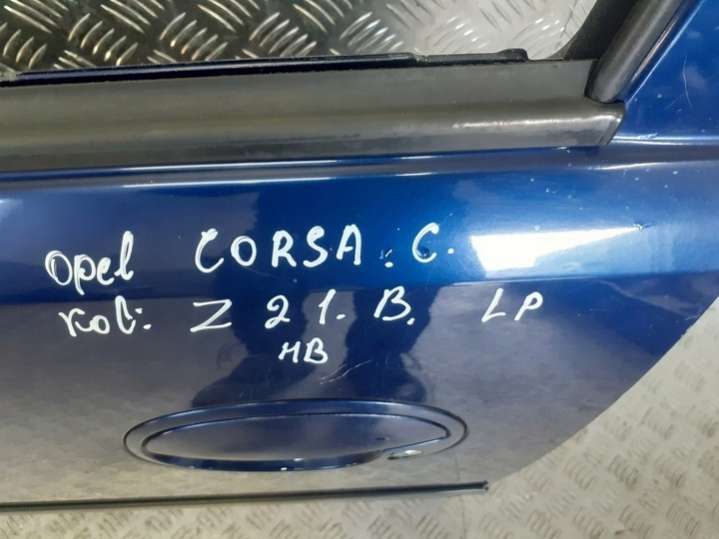 Opel CORSA. C.
Kol: Z 21. B. LP
HB